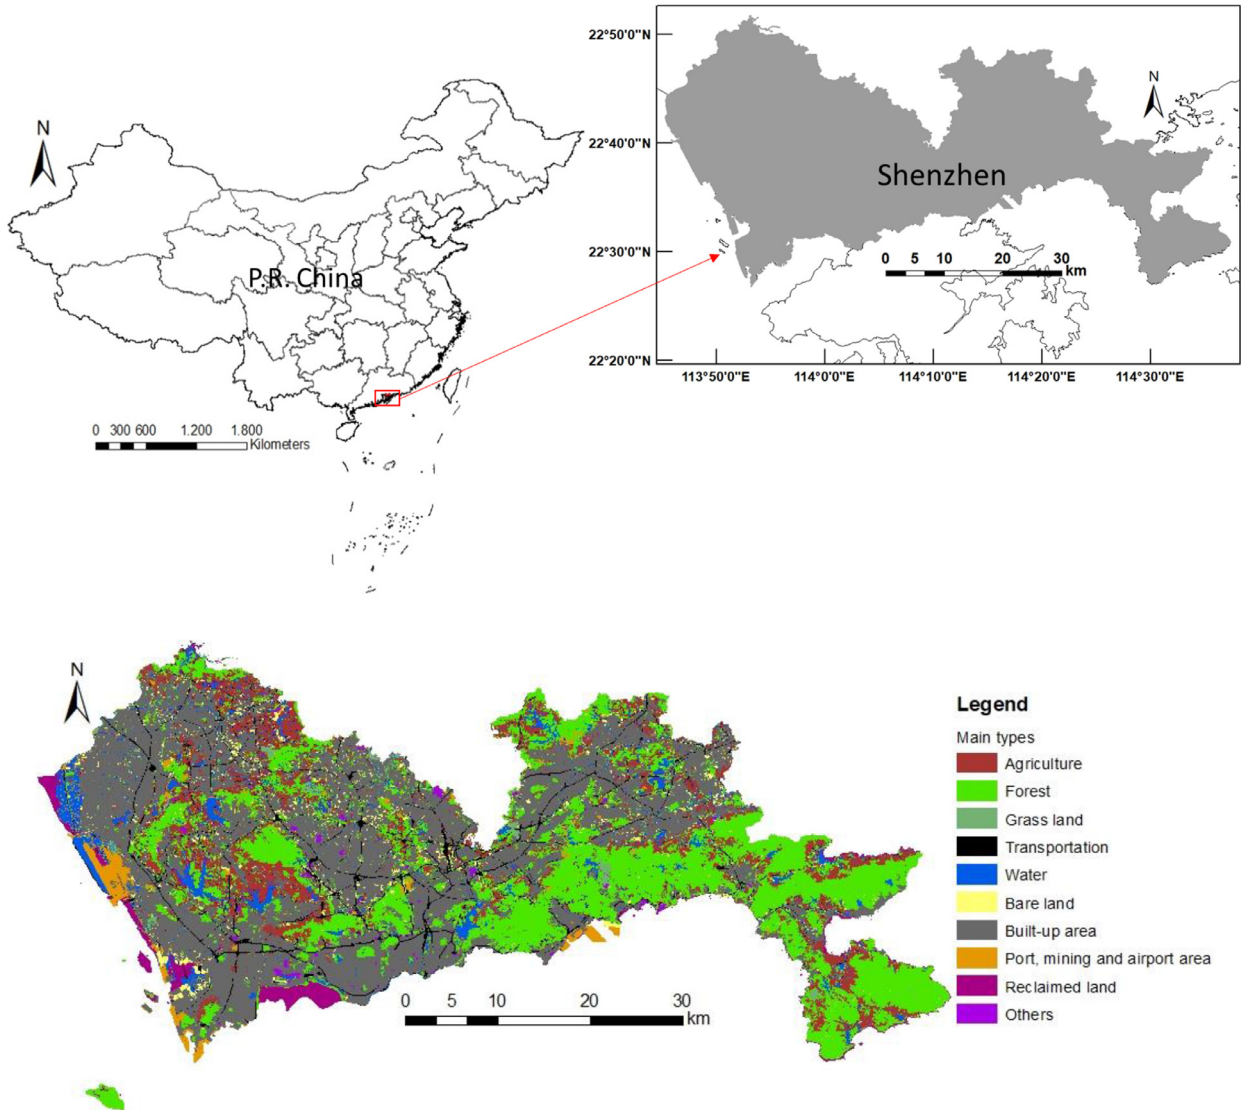 N
P.R. China
0 300 600 1.200 1.800
Kilometers
22°50'0"N
22°40'0"N
22°30'0"N
22°20'0"N
N
Shenzhen
0 5 10 20 30
km
113°50'0"E 114°0'0"E 114°10'0"E 114°20'0"E 114°30'0"E
N
0 5 10 20 30
km
Legend
Main types
Agriculture
Forest
Grass land
Transportation
Water
Bare land
Built-up area
Port, mining and airport area
Reclaimed land
Others